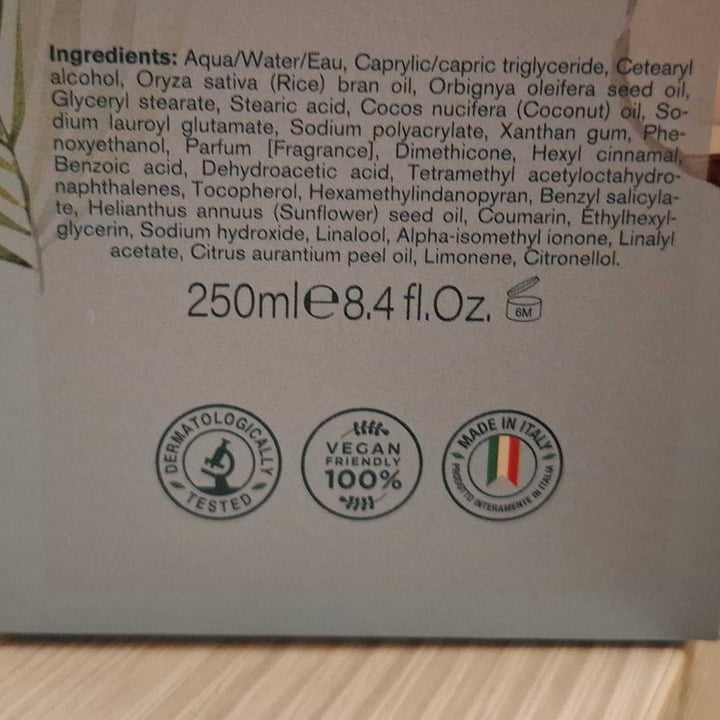 Ingredients: Aqua/Water/Eau, Caprylic/capric triglyceride, Cetearyl
alcohol, Oryza sativa (Rice) bran oil, Orbignya oleifera seed oil,
Glyceryl stearate, Stearic acid, Cocos nucifera (Coconut) oil, So-
dium lauroyl glutamate, Sodium polyacrylate, Xanthan gum, Phe-
noxyethanol, Parfum [Fragrance], Dimethicone, Hexyl cinnamal,
Benzoic acid, Dehydroacetic acid, Tetramethyl acetyloctahydro-
naphthalenes, Tocopherol, Hexamethylindanopyran, Benzyl salicyla-
te, Helianthus annuus (Sunflower) seed oil, Coumarin, Ethylhexyl-
glycerin, Sodium hydroxide, Linalool, Alpha-isomethyl ionone, Linalyl
acetate, Citrus aurantium peel oil, Limonene, Citronellol.
250ml e 8.4 fl.Oz. 6M
DERMATOLOGICALLY
TESTED
VEGAN
FRIENDLY
100%
MADE IN ITALY
PRODOTTO INTERAMENTE IN ITALIA